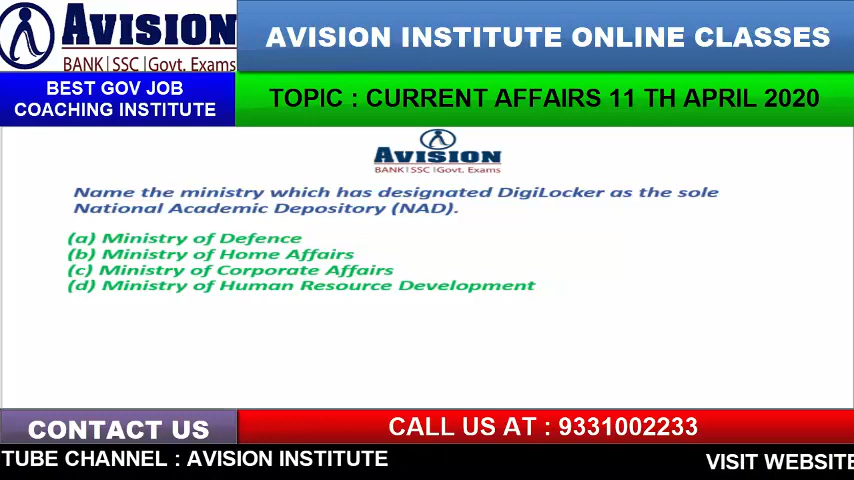 AVISION
BANK|SSC|Govt. Exams
AVISION INSTITUTE ONLINE CLASSES
BEST GOV JOB
COACHING INSTITUTE
TOPIC : CURRENT AFFAIRS 11 TH APRIL 2020
AVISION
BANK|SSC|Govt. Exams
Name the ministry which has designated DigiLocker as the sole
National Academic Depository (NAD).
(a) Ministry of Defence
(b) Ministry of Home Affairs
(c) Ministry of Corporate Affairs
(d) Ministry of Human Resource Development
CONTACT US
CALL US AT : 9331002233
TUBE CHANNEL : AVISION INSTITUTE
VISIT WEBSITE